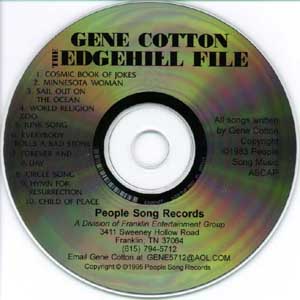 GENE COTTON
THE EDGEHILL FILE
1. COSMIC BOOK OF JOKES
2. MINNESOTA WOMAN
3. SAIL OUT ON
THE OCEAN
4. WORLD RELIGION
ZOO
5. JUNK SONG
6. EVERYBODY
ROLLS A BAD STONE
7. FOREVER AND
A DAY
8. CIRCLE SONG
9. HYMN FOR
RESURRECTION
10. CHILD OF PEACE
All songs written
by Gene Cotton
©1983 People
Song Music
ASCAP
People Song Records
A Division of Franklin Entertainment Group
3411 Sweeney Hollow Road
Franklin, TN 37064
(615) 794-5712
Email Gene Cotton at GENE5712@AOL.COM
Copyright © 1995 People Song Records